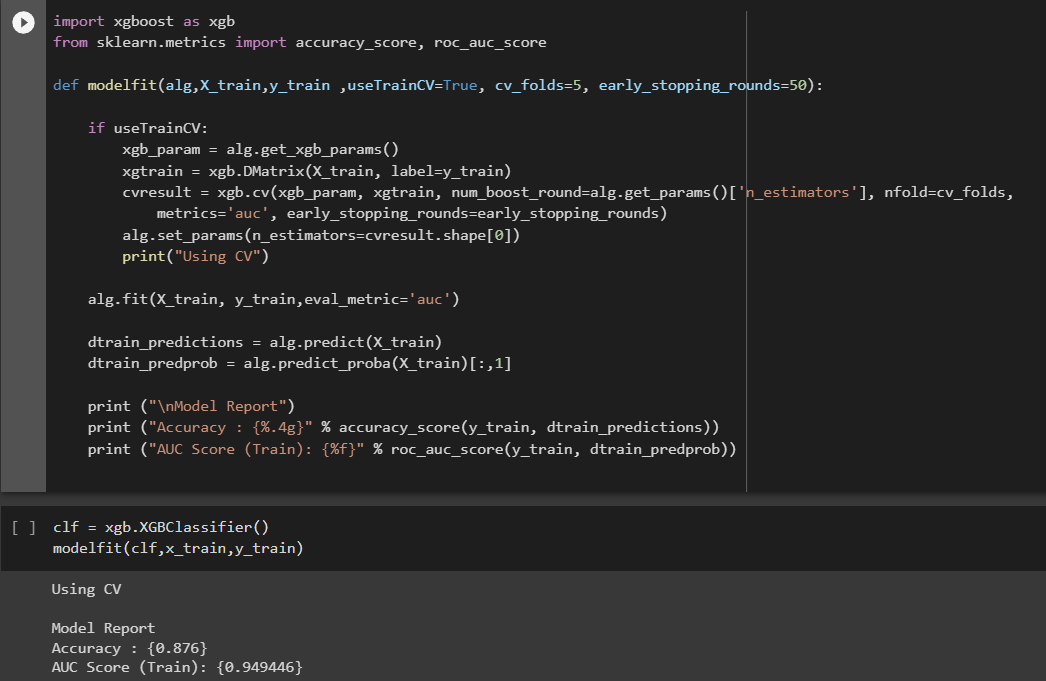 import xgboost as xgb
from sklearn.metrics import accuracy_score, roc_auc_score
def modelfit(alg,X_train,y_train ,useTrainCV=True, cv_folds=5, early_stopping_rounds=50):
if useTrainCV:
xgb_param = alg.get_xgb_params()
xgtrain = xgb.DMatrix(X_train, label=y_train)
cvresult = xgb.cv(xgb_param, xgtrain, num_boost_round=alg.get_params()['n_estimators'], nfold=cv_folds,
metrics='auc', early_stopping_rounds=early_stopping_rounds)
alg.set_params(n_estimators=cvresult.shape[0])
print("Using CV")
alg.fit(X_train, y_train,eval_metric='auc')
dtrain_predictions = alg.predict(X_train)
dtrain_predprob = alg.predict_proba(X_train)[:,1]
print ("\nModel Report")
print ("Accuracy : {%.4g}" % accuracy_score(y_train, dtrain_predictions))
print ("AUC Score (Train): {%f}" % roc_auc_score(y_train, dtrain_predprob))
[ ] clf = xgb.XGBClassifier()
modelfit(clf,x_train,y_train)
Using CV
Model Report
Accuracy : {0.876}
AUC Score (Train): {0.949446}